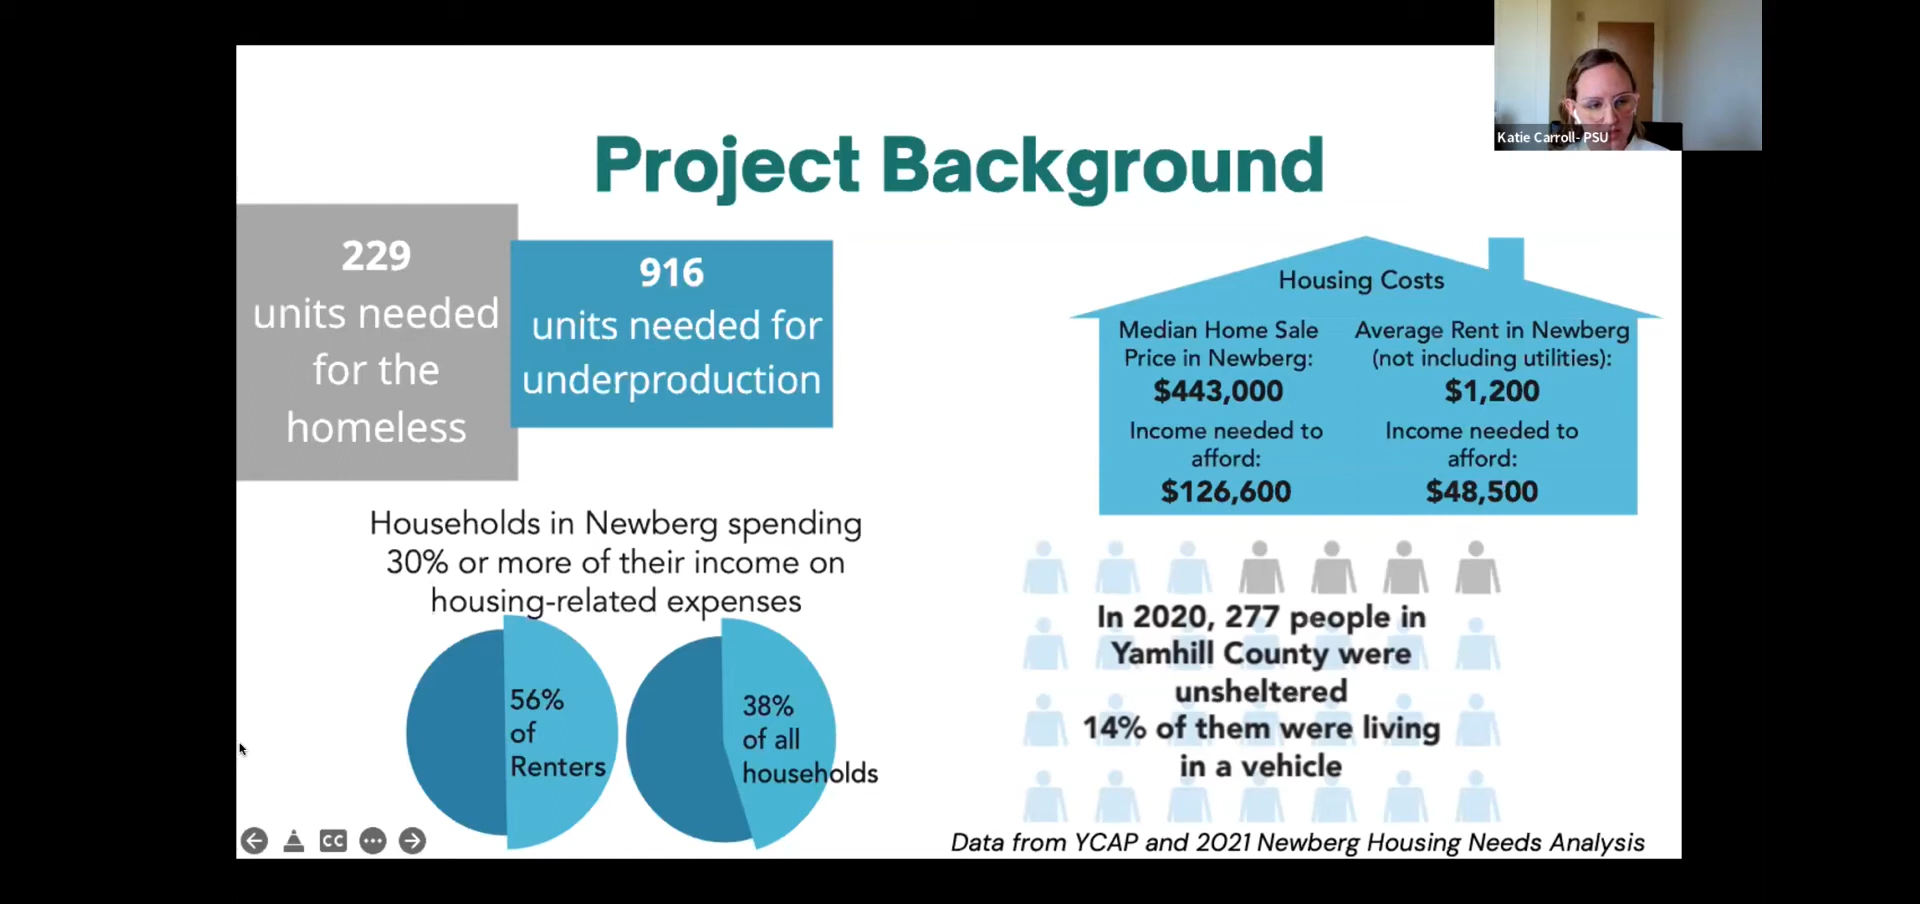 Katie Carroll- PSU
Project Background
229
units needed
for the
homeless
916
units needed for
underproduction
Housing Costs
Median Home Sale
Price in Newberg:
$443,000
Income needed to
afford:
$126,600
Average Rent in Newberg
(not including utilities):
$1,200
Income needed to
afford:
$48,500
Households in Newberg spending
30% or more of their income on
housing-related expenses
56%
of
Renters
38%
of all
households
In 2020, 277 people in
Yamhill County were
unsheltered
14% of them were living
in a vehicle
CC
Data from YCAP and 2021 Newberg Housing Needs Analysis